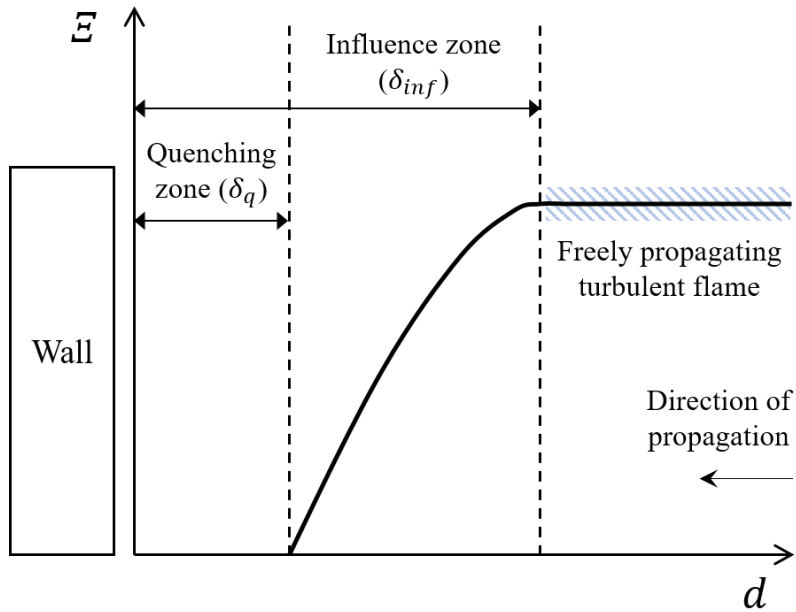 Ξ
Influence zone
(δ_inf)
Quenching
zone (δ_q)
Freely propagating
turbulent flame
Wall
Direction of
propagation
d